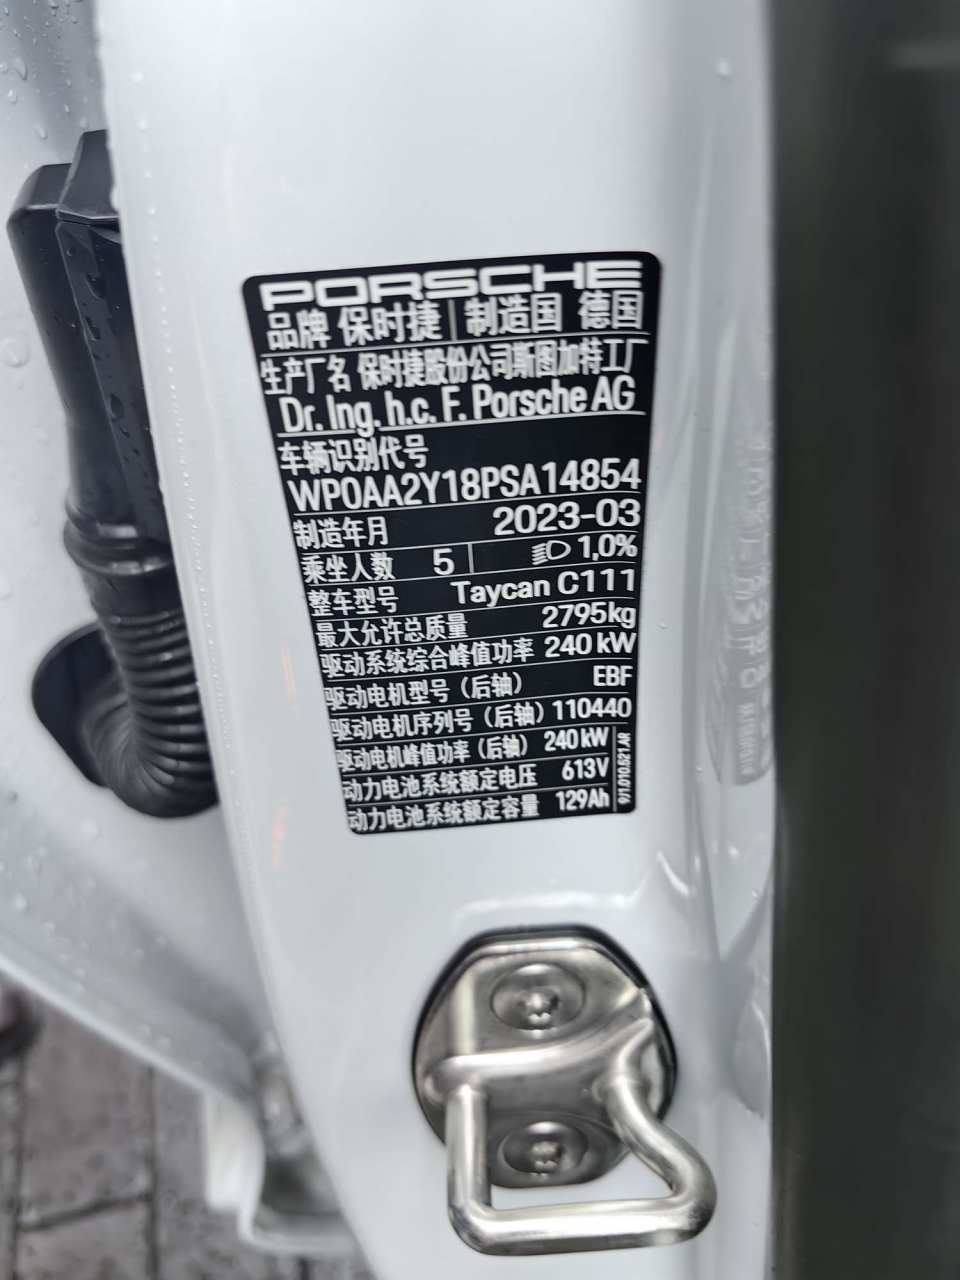 PORSCHE
品牌 保时捷 制造国 德国
生产厂名 保时捷股份公司斯图加特工厂
Dr. Ing. h.c. F. Porsche AG
车辆识别代号
WP0AA2Y18PSA14854
制造年月 2023-03
乘坐人数 5 1,0%
整车型号 Taycan C111
最大允许总质量 2795kg
驱动系统综合峰值功率 240 kW
驱动电机型号（后轴） EBF
驱动电机序列号（后轴） 110440
驱动电机峰值功率（后轴） 240 kW
动力电池系统额定电压 613V
动力电池系统额定容量 129Ah
9J1.010.521.AR